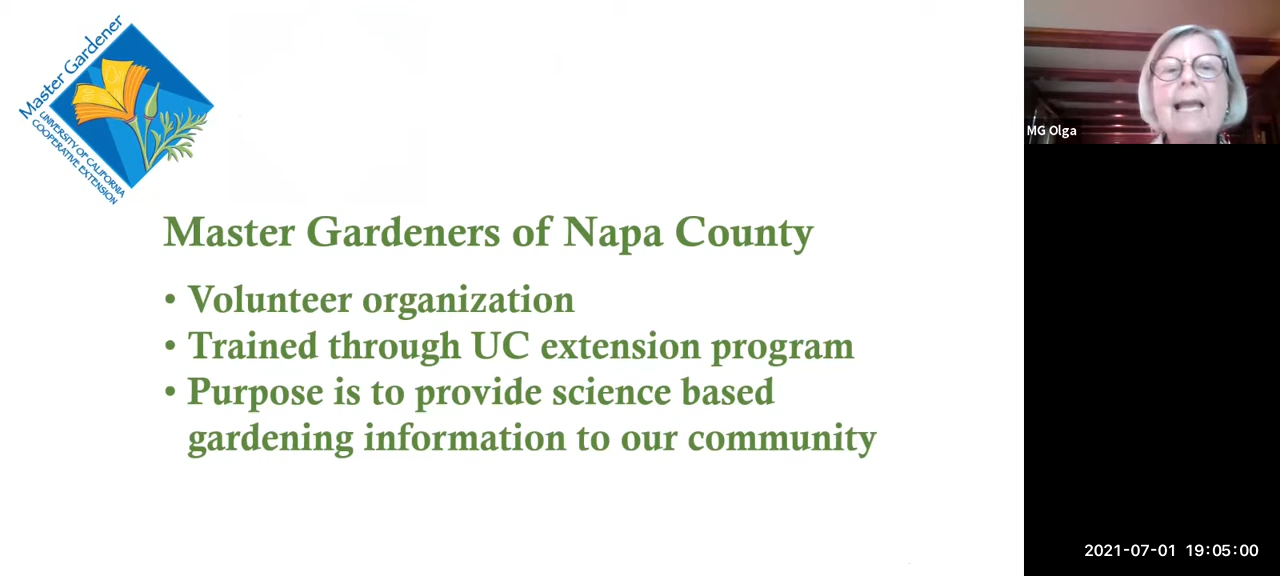 Master Gardener
UNIVERSITY OF CALIFORNIA
COOPERATIVE EXTENSION
MG Olga
Master Gardeners of Napa County
• Volunteer organization
• Trained through UC extension program
• Purpose is to provide science based
gardening information to our community
2021-07-01 19:05:00